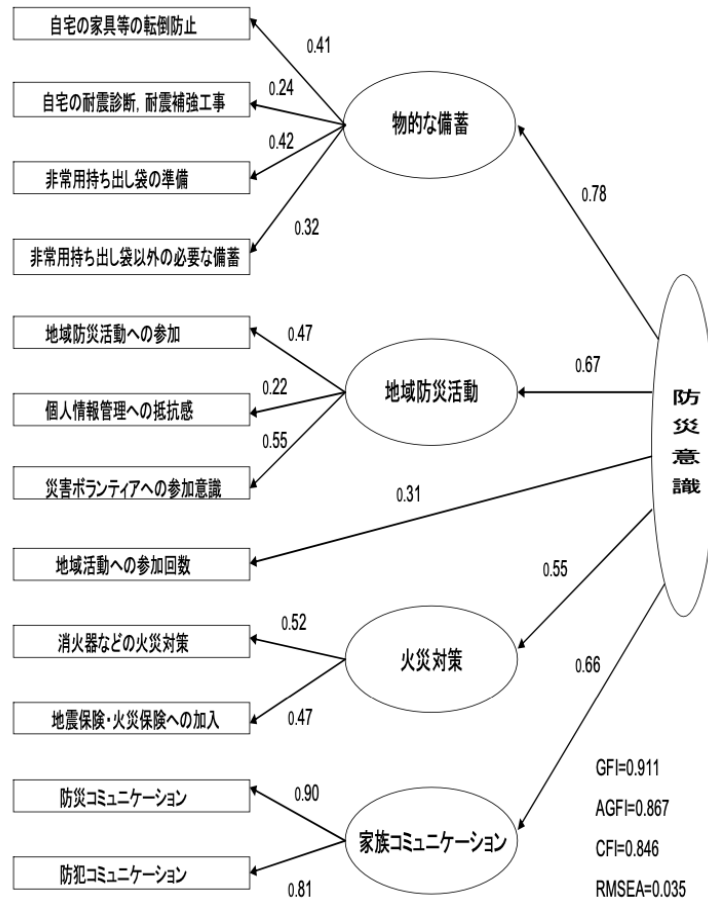 自宅の家具等の転倒防止
0.41
自宅の耐震診断，耐震補強工事
0.24
物的な備蓄
0.42
非常用持ち出し袋の準備
0.78
0.32
非常用持ち出し袋以外の必要な備蓄
地域防災活動への参加
0.47
0.67
地域防災活動
0.22
個人情報管理への抵抗感
0.55
災害ボランティアへの参加意識
防災意識
0.31
地域活動への参加回数
0.55
消火器などの火災対策
0.52
火災対策
0.66
地震保険・火災保険への加入
0.47
防災コミュニケーション
0.90
家族コミュニケーション
防犯コミュニケーション
0.81
GFI=0.911
AGFI=0.867
CFI=0.846
RMSEA=0.035